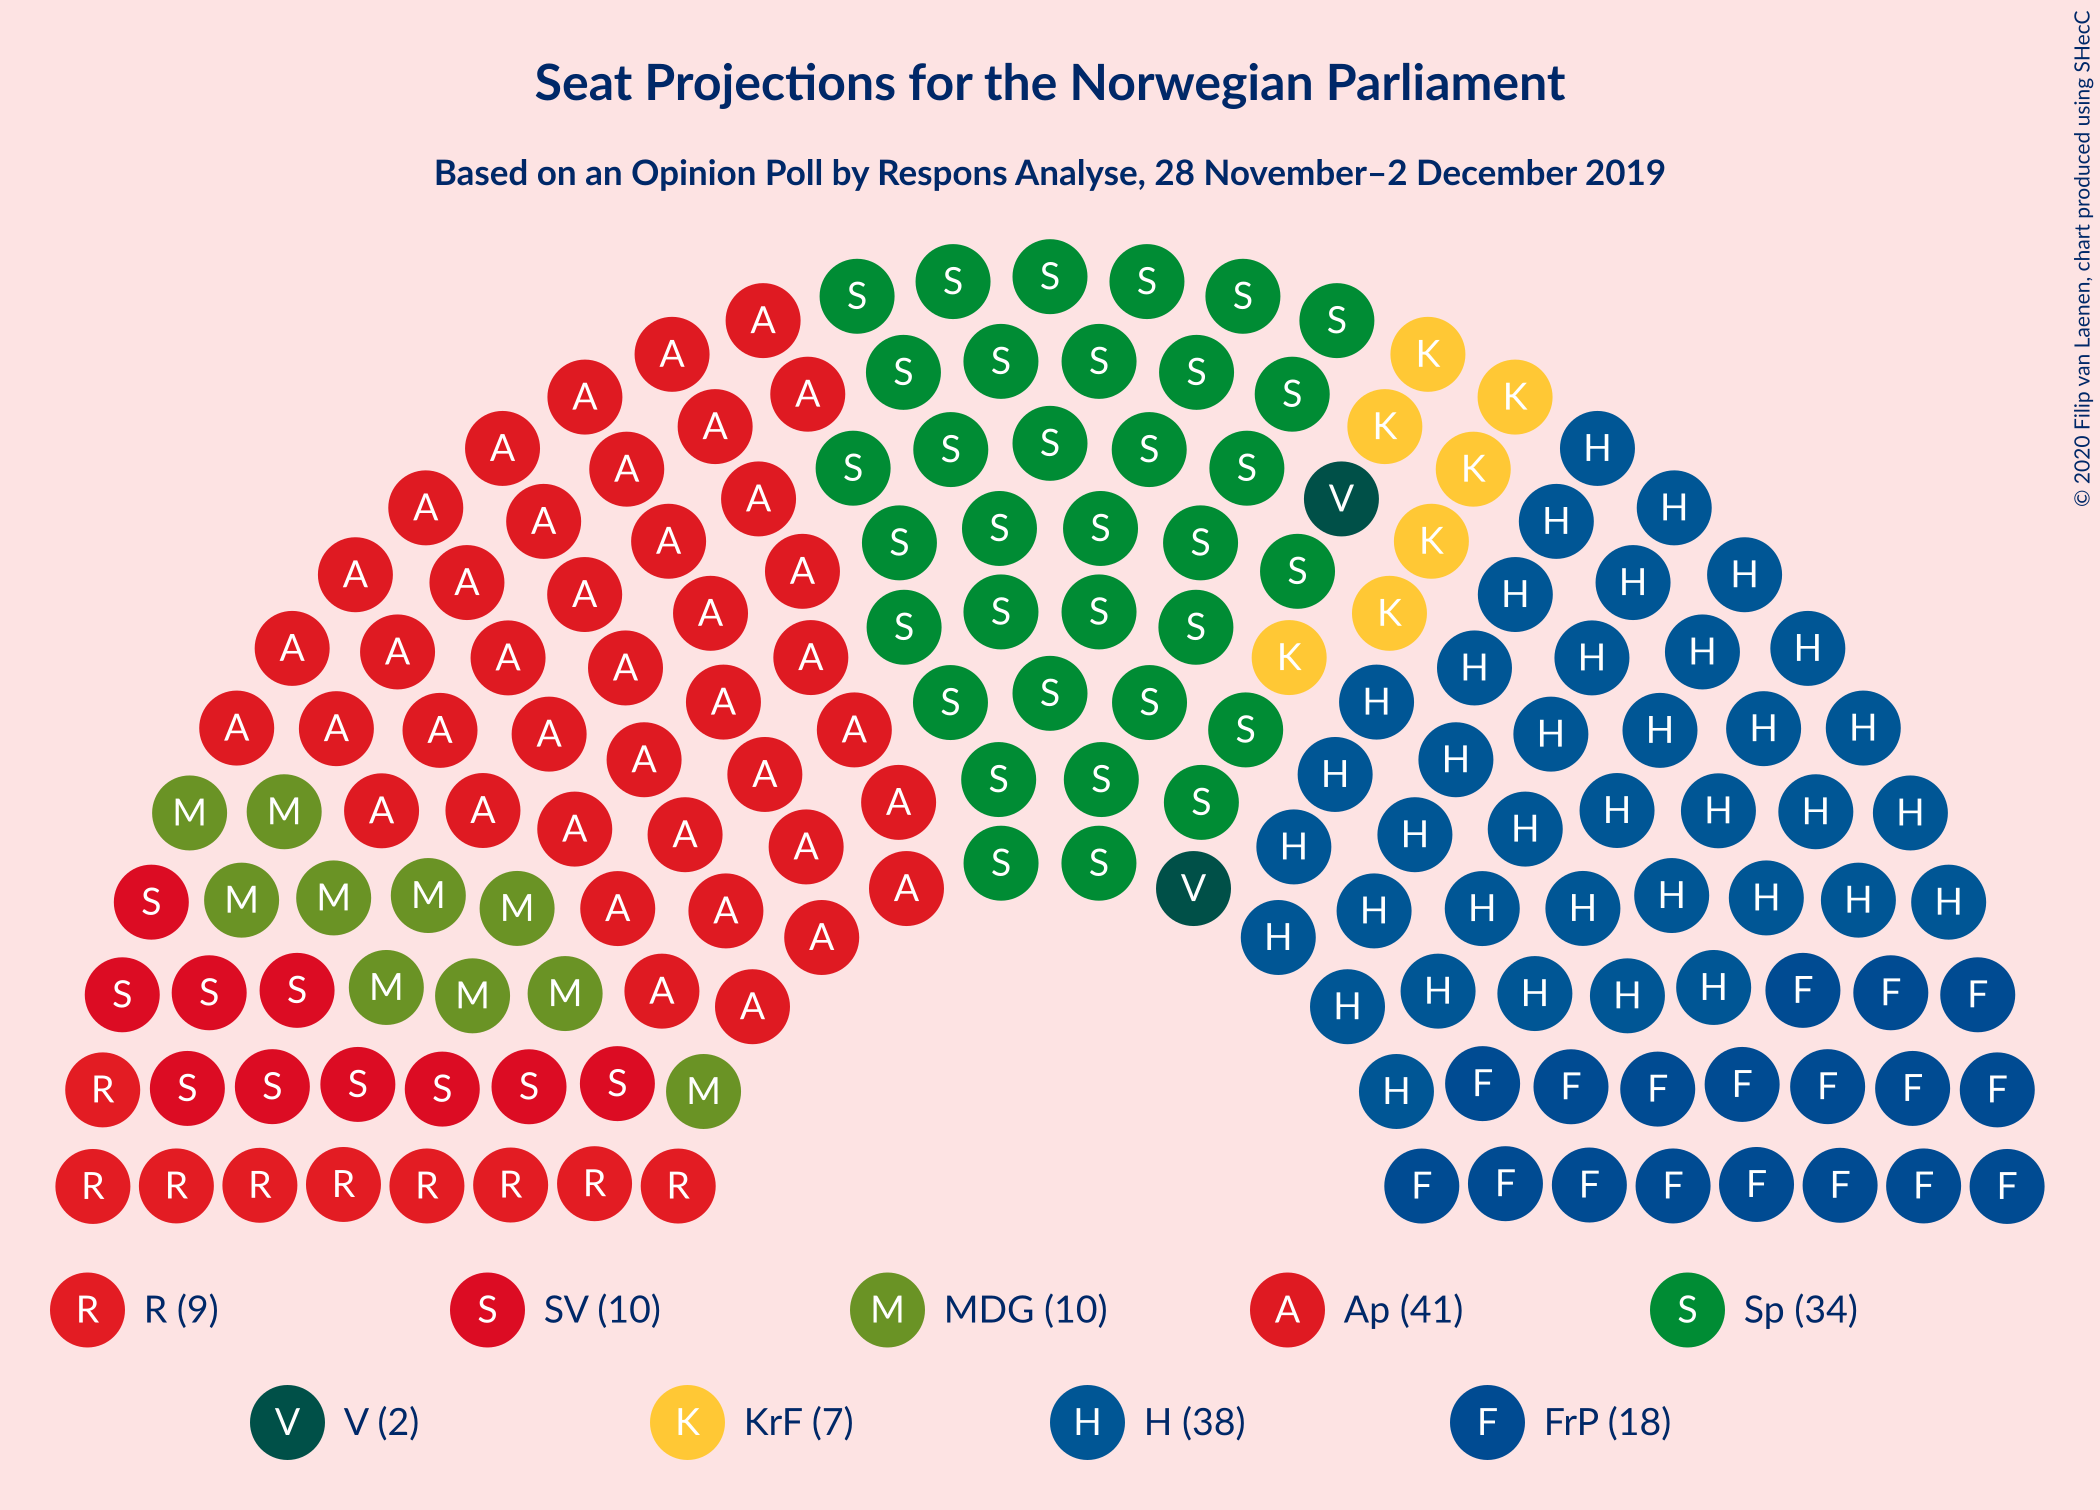 Seat Projections for the Norwegian Parliament
Based on an Opinion Poll by Respons Analyse, 28 November–2 December 2019
© 2020 Filip van Laenen, chart produced using SHecC
S S S S S S
A A S S S S S K K
A A A A S S S S S V K K H
A A A A A S S S S S K H H
A A A A A S S S S K K H H H
A A A A A A S S S S H H H H H
A A A A A A A A S S S H H H H H H
M M A A A A A A S S V H H H H H H H
S M M M M A A A H H H H H H H H
S S S M M M A A H H H H H F F F
R S S S S S S M H F F F F F F F
R R R R R R R R F F F F F F F F
R R (9) S SV (10) M MDG (10) A Ap (41) S Sp (34)
V V (2) K KrF (7) H H (38) F FrP (18)